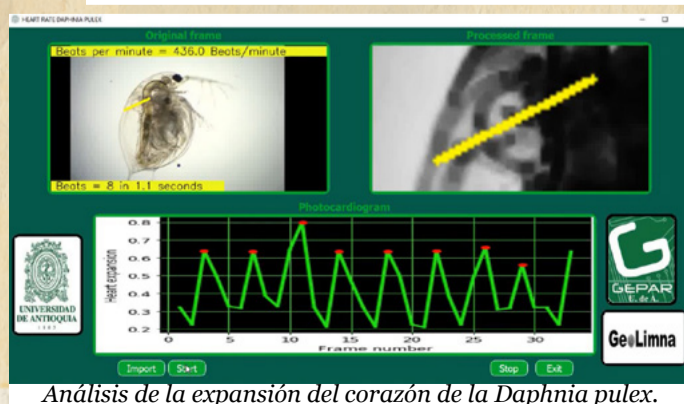 HEART RATE DAPHNIA PULEX
Original frame
Processed frame
Beats per minute = 436.0 Beats/minute
Beats = 8 in 1.1 seconds
Photocardiogram
Heart expansion
0.8
0.7
0.6
0.5
0.4
0.3
0.2
0 5 10 15 20 25 30
Frame number
UNIVERSIDAD
DE ANTIOQUIA
1803
GEPAR
U. de A.
GeoLimna
Import Start Stop Exit
Análisis de la expansión del corazón de la Daphnia pulex.